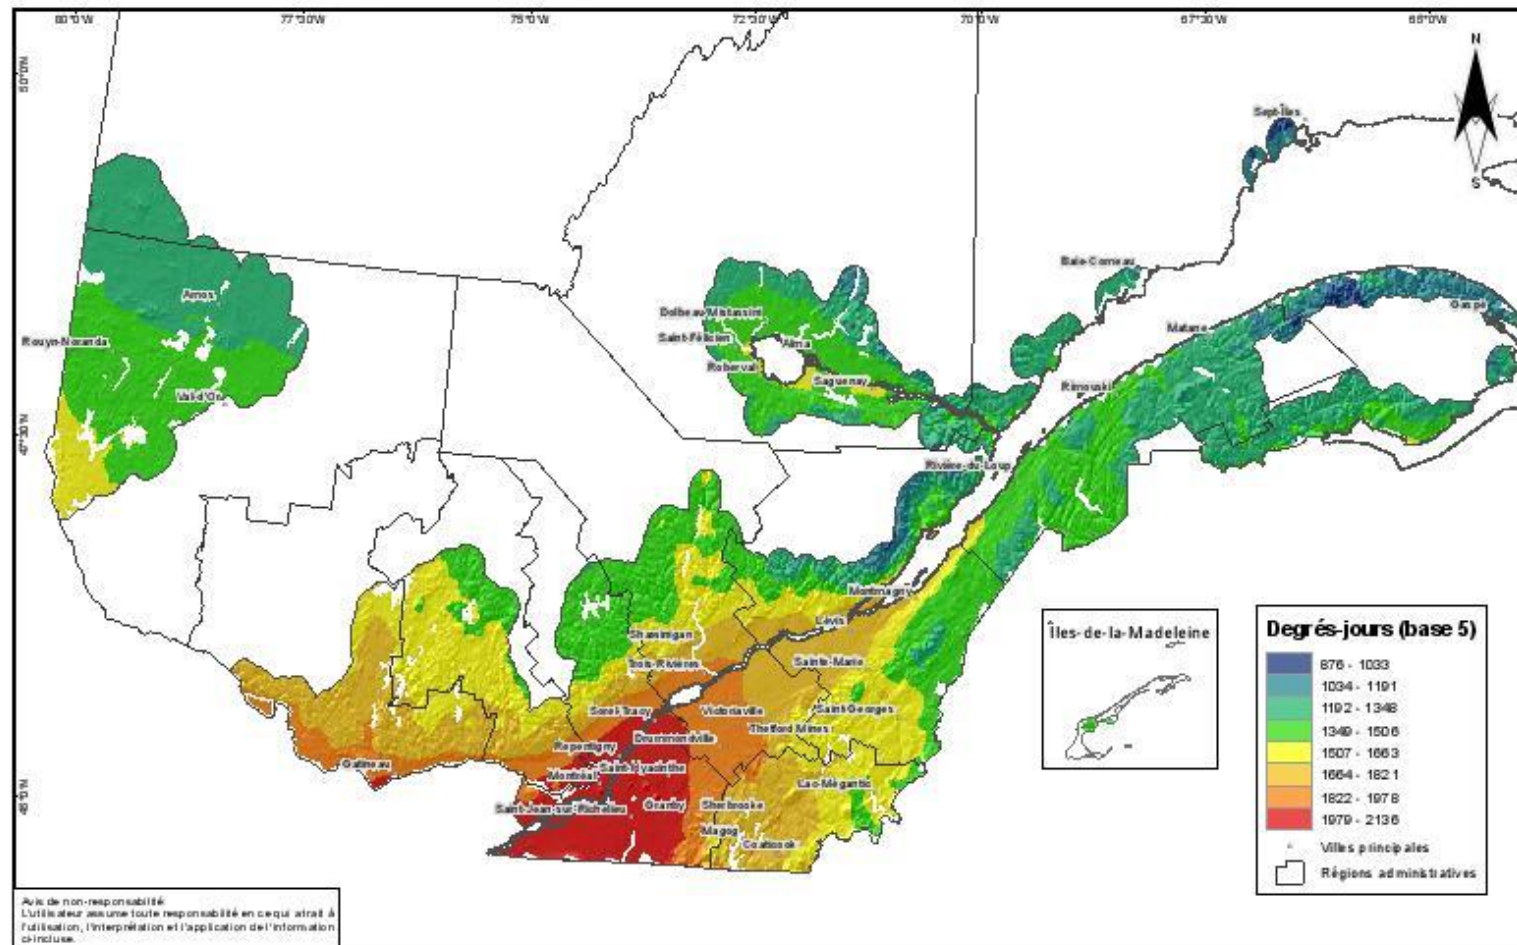 80°0'W 77°30'W 75°0'W 72°30'W 70°0'W 67°30'W 65°0'W
50°0'N
N
S
Sept-Îles
Baie-Comeau
Amos
Gaspé
Dolbeau-Mistassini
Matane
Rouyn-Noranda
Saint-Félicien
Alma
Roberval
Saguenay
Rimouski
Val-d'Or
47°30'N
Rivière-du-Loup
Montmagny
Lévis
Shawinigan
Trois-Rivières
Sainte-Marie
Sorel-Tracy
Victoriaville
Saint-Georges
Thetford Mines
Drummondville
Repentigny
Gatineau
Saint-Hyacinthe
Montréal
Lac-Mégantic
45°0'N
Saint-Jean-sur-Richelieu
Granby
Sherbrooke
Magog
Coaticook
Îles-de-la-Madeleine
Degrés-jours (base 5)
876 - 1033
1034 - 1191
1192 - 1348
1349 - 1506
1507 - 1663
1664 - 1821
1822 - 1978
1979 - 2136
Villes principales
Régions administratives
Avis de non-responsabilité
L'utilisateur assume toute responsabilité en ce qui a trait à
l'utilisation, l'interprétation et l'application de l'information
ci-incluse.